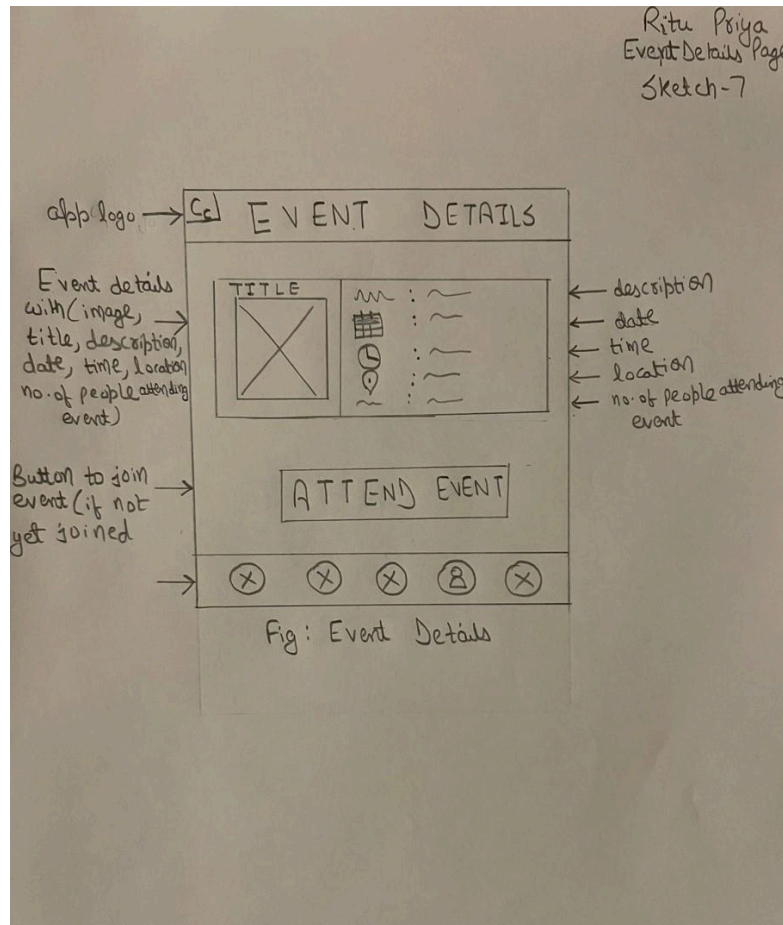 Ritu Priya
Event Details Page
Sketch-7
app logo
Cc
EVENT DETAILS
Event details
with (image,
title, description,
date, time, location
no. of people attending
event)
TITLE
description
date
time
location
no. of people attending
event
Button to join
event (if not
yet joined
ATTEND EVENT
Fig: Event Details